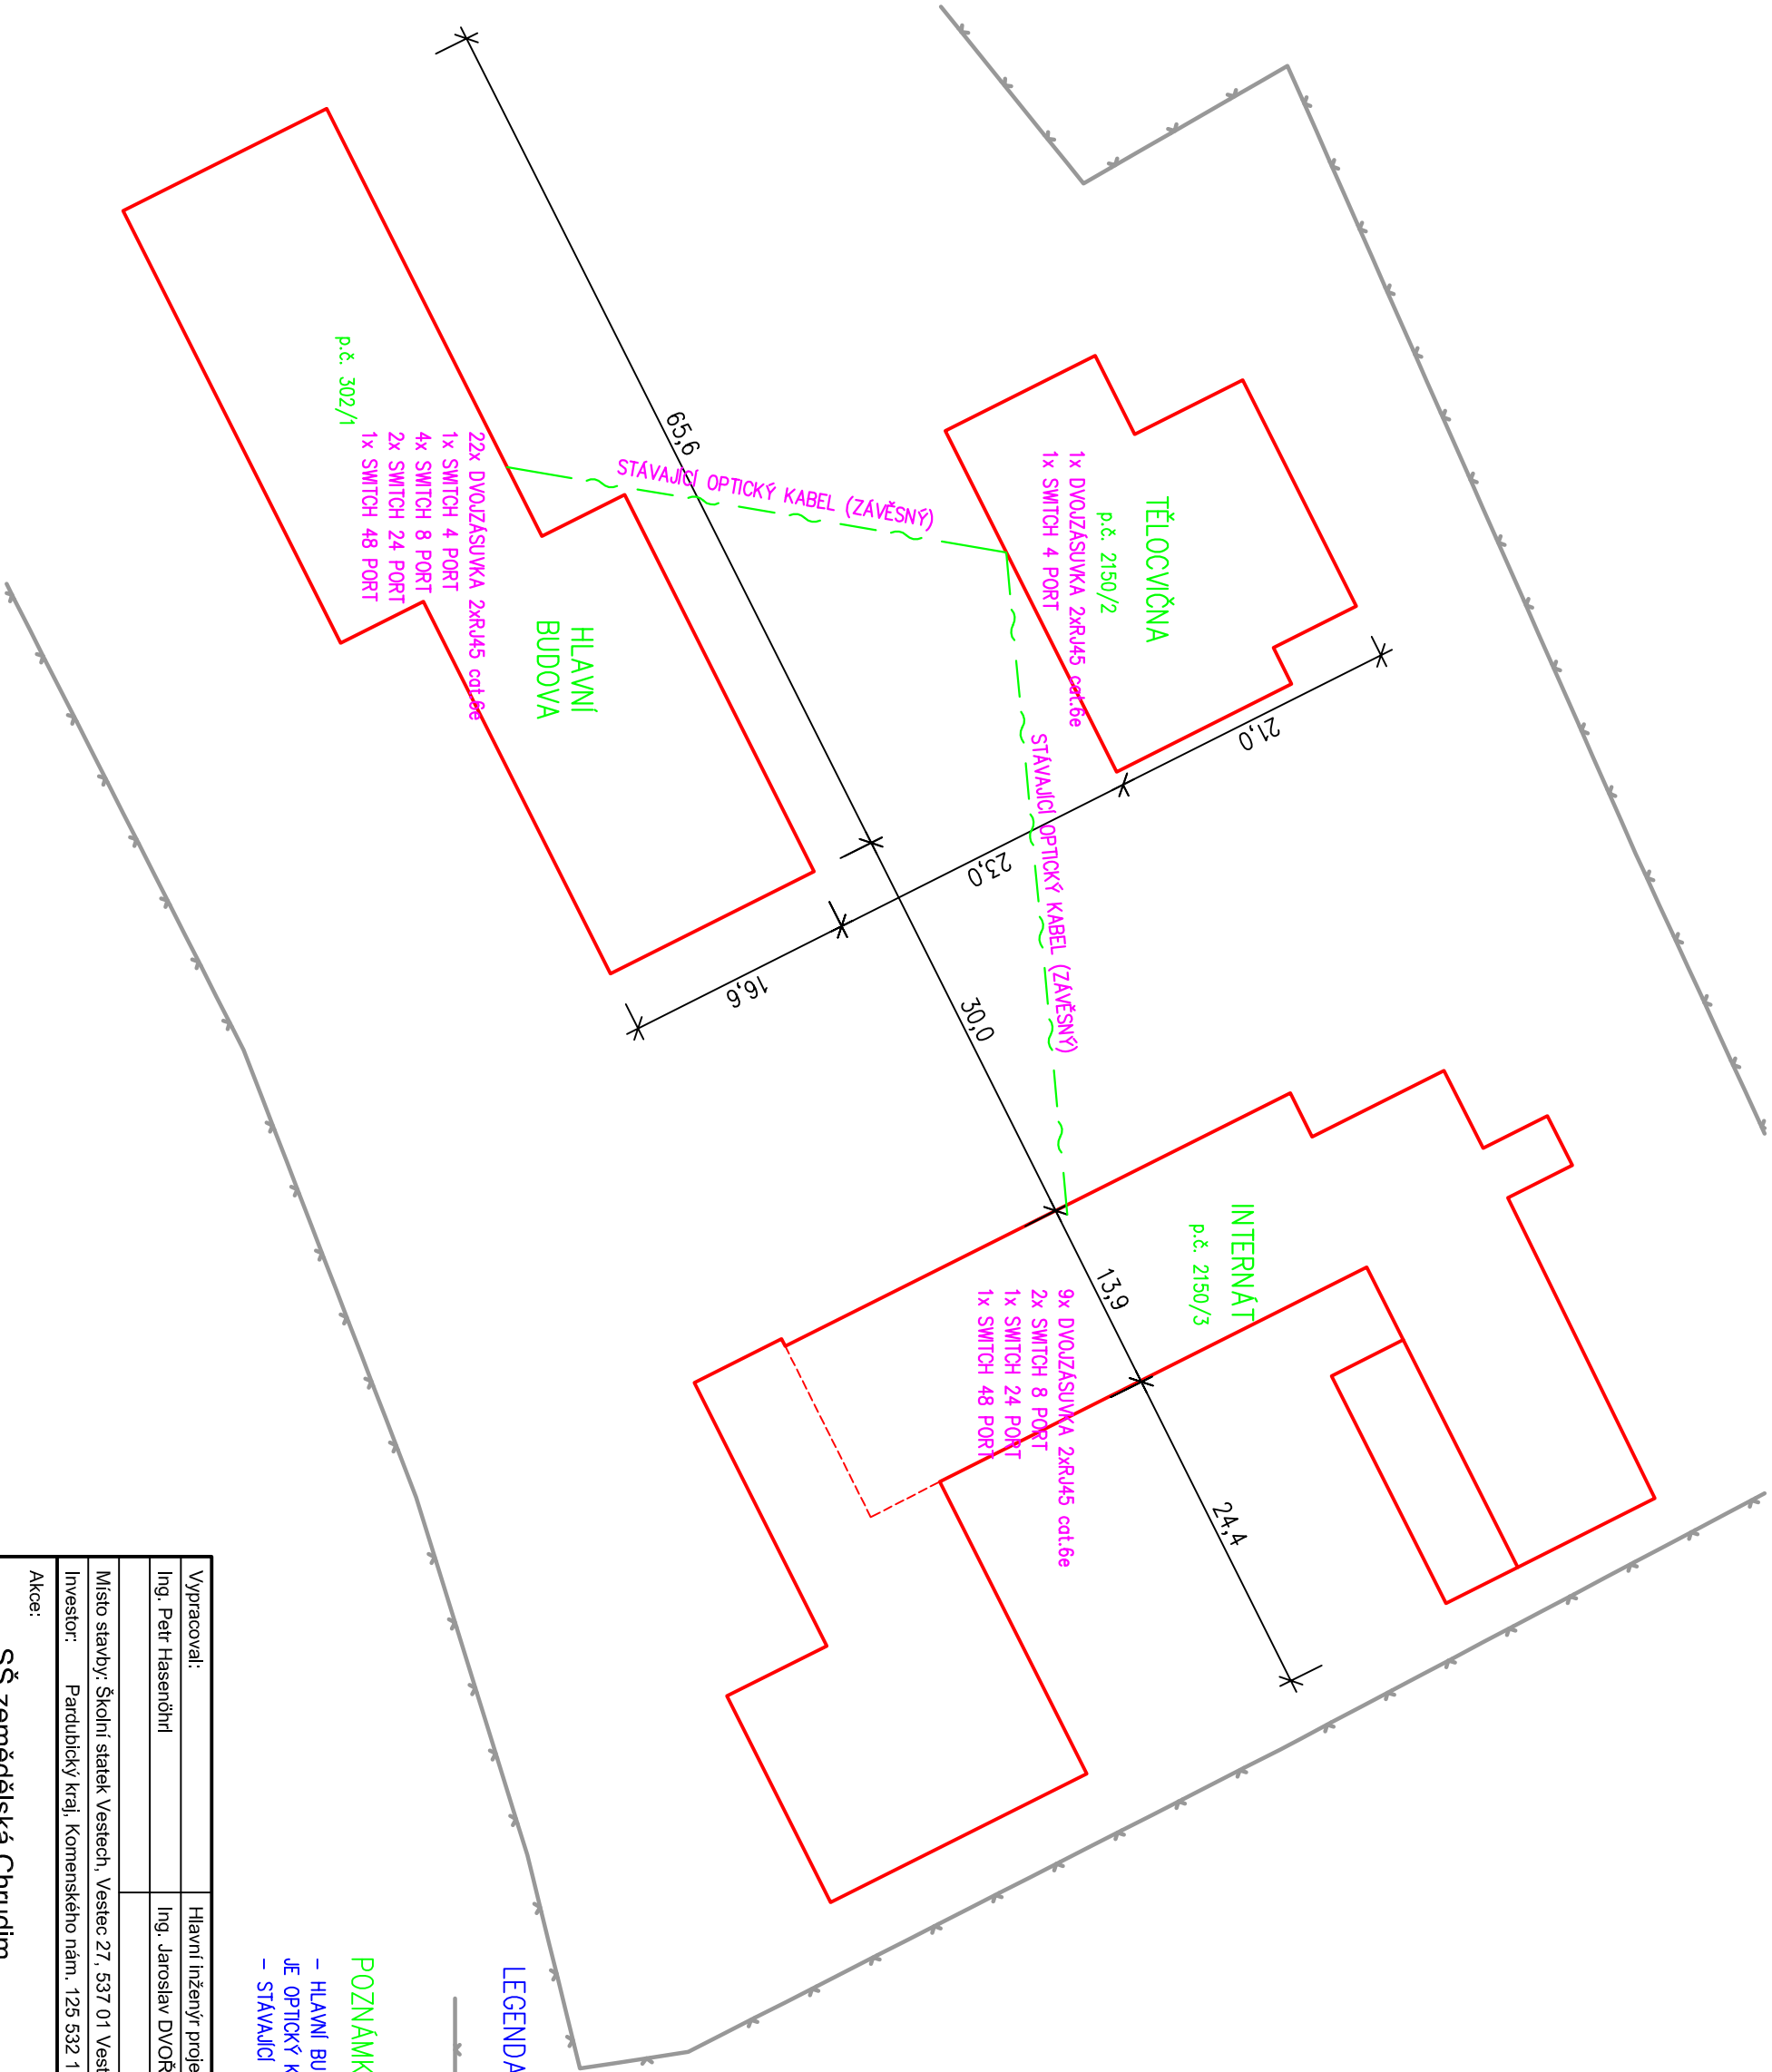 TĚLOCVIČNA
p.č. 2150/2
1x DVOJZÁSUVKA 2xRJ45 cat.6e
1x SWITCH 4 PORT
21,0
65,6
STÁVAJÍCÍ OPTICKÝ KABEL (ZÁVĚSNÝ)
23,0
STÁVAJÍCÍ OPTICKÝ KABEL (ZÁVĚSNÝ)
HLAVNÍ
BUDOVA
22x DVOJZÁSUVKA 2xRJ45 cat.6e
1x SWITCH 4 PORT
4x SWITCH 8 PORT
2x SWITCH 24 PORT
1x SWITCH 48 PORT
p.č. 302/1
16,6
30,0
INTERNÁT
p.č. 2150/3
13,9
9x DVOJZÁSUVKA 2xRJ45 cat.6e
2x SWITCH 8 PORT
1x SWITCH 24 PORT
1x SWITCH 48 PORT
24,4
LEGENDA
POZNÁMK
- HLAVNÍ BU
JE OPTICKÝ K
- STÁVAJÍCÍ
Vypracoval:
Hlavní inžénýr proje
Ing. Petr Hasenöhrl
Ing. Jaroslav DVOŘ
Místo stavby: Školní statek Vestech, Vestec 27, 537 01 Vest
Investor: Pardubický kraj, Komenského nám. 125 532 1
Akce:
SŠ zemědělská Chrudim